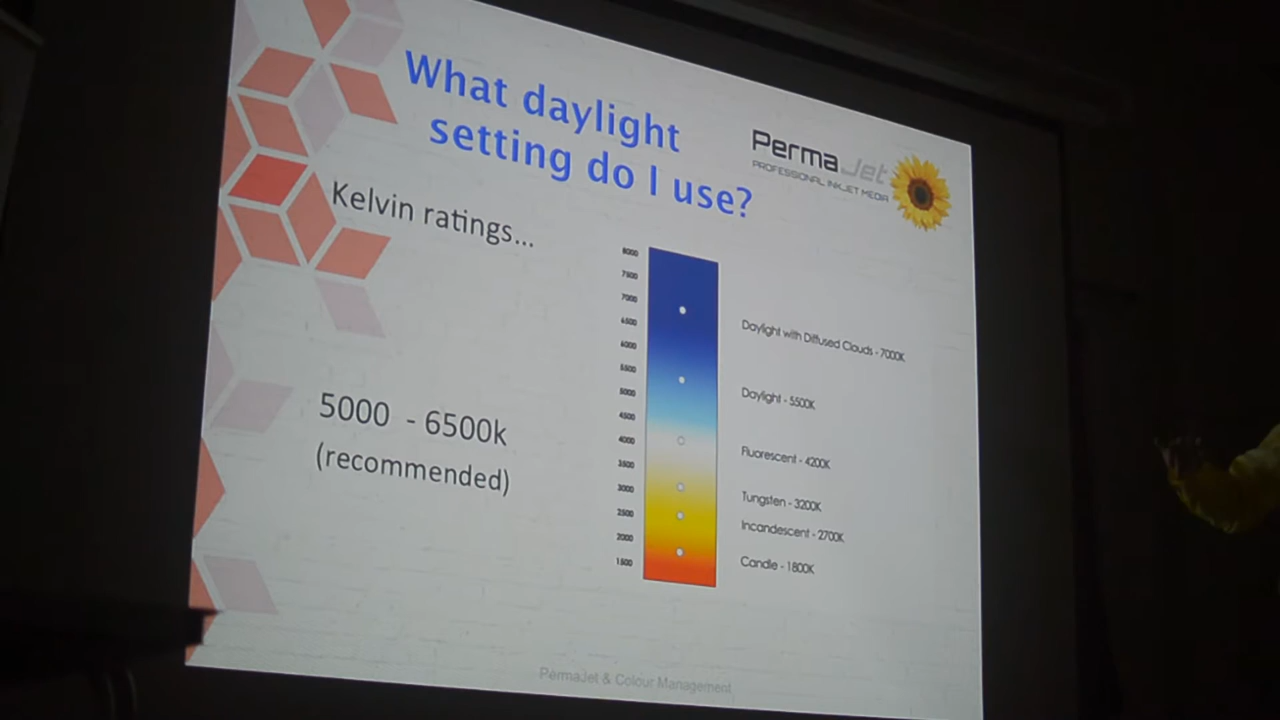 What daylight
setting do I use?
PermaJet
PROFESSIONAL INKJET MEDIA
Kelvin ratings...
5000 - 6500k
(recommended)
8000
7500
7000
6500
6000
5500
5000
4500
4000
3500
3000
2500
2000
1500
Daylight with Diffused Clouds - 7000K
Daylight - 5500K
Fluorescent - 4200K
Tungsten - 3200K
Incandescent - 2700K
Candle - 1800K
PermaJet & Colour Management